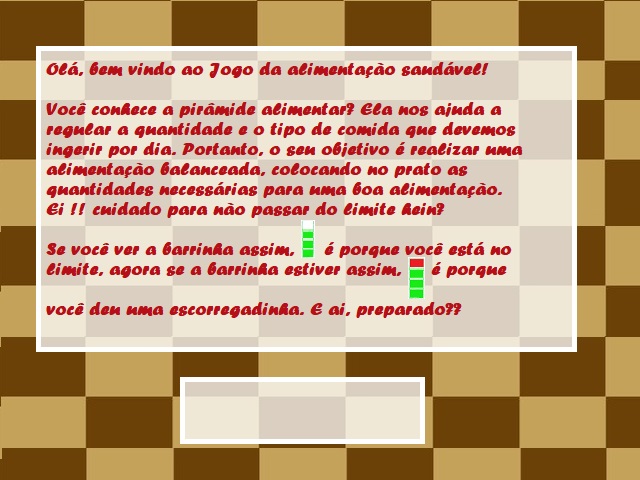 Olá, bem vindo ao Jogo da alimentação saudável!
Você conhece a pirâmide alimentar? Ela nos ajuda a
regular a quantidade e o tipo de comida que devemos
ingerir por dia. Portanto, o seu objetivo é realizar uma
alimentação balanceada, colocando no prato as
quantidades necessárias para uma boa alimentação.
Ei !! cuidado para não passar do limite hein?
Se você ver a barrinha assim, é porque você está no
limite, agora se a barrinha estiver assim, é porque
você deu uma escorregadinha. E ai, preparado??